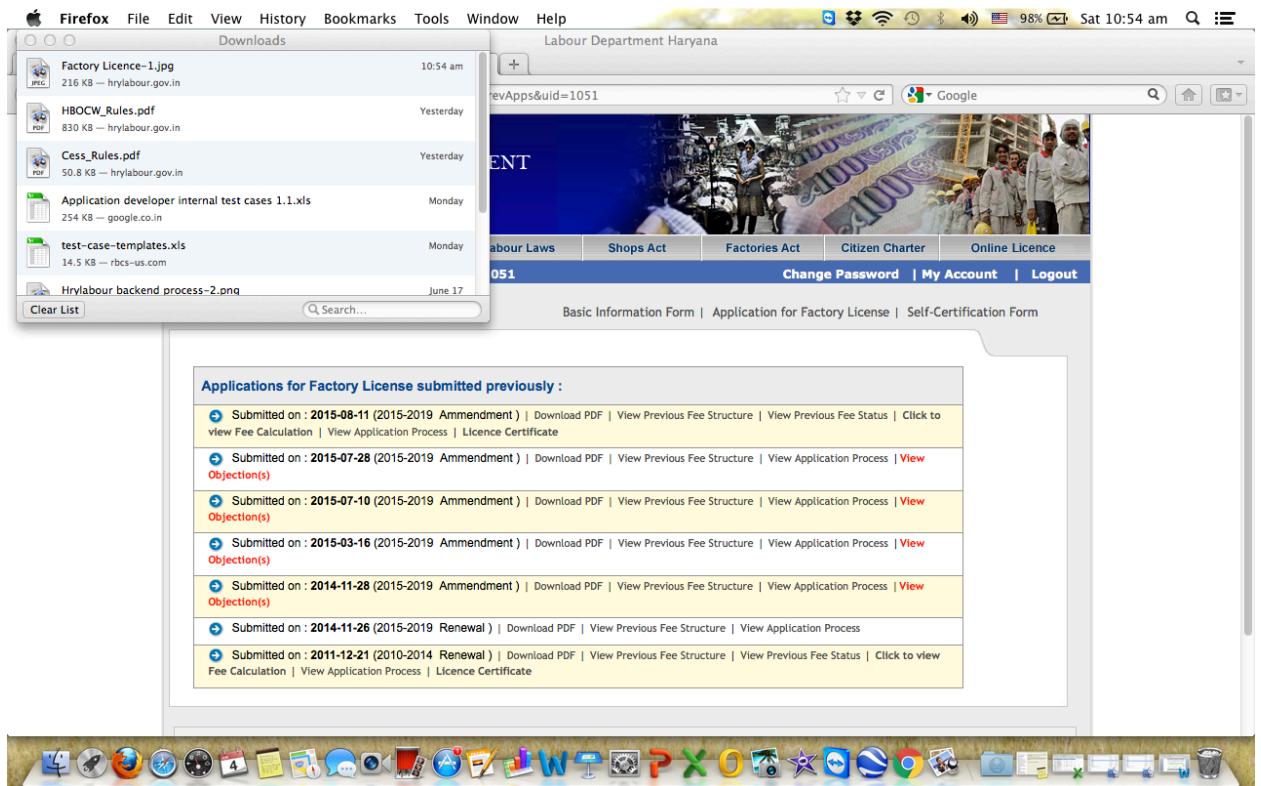 Firefox File Edit View History Bookmarks Tools Window Help 98% Sat 10:54 am
Downloads
Labour Department Haryana
Factory Licence-1.jpg 10:54 am
216 KB — hrylabour.gov.in
HBOCW_Rules.pdf Yesterday
830 KB — hrylabour.gov.in
Cess_Rules.pdf Yesterday
50.8 KB — hrylabour.gov.in
Application developer internal test cases 1.1.xls Monday
254 KB — google.co.in
test-case-templates.xls Monday
14.5 KB — rbcs-us.com
Hrylabour backend process-2.png June 17
Clear List Search...
revApps&uid=1051 Google
ENT
abour Laws Shops Act Factories Act Citizen Charter Online Licence
051 Change Password | My Account | Logout
Basic Information Form | Application for Factory License | Self-Certification Form
Applications for Factory License submitted previously :
Submitted on : 2015-08-11 (2015-2019 Ammendment ) | Download PDF | View Previous Fee Structure | View Previous Fee Status | Click to
view Fee Calculation | View Application Process | Licence Certificate
Submitted on : 2015-07-28 (2015-2019 Ammendment ) | Download PDF | View Previous Fee Structure | View Application Process | View
Objection(s)
Submitted on : 2015-07-10 (2015-2019 Ammendment ) | Download PDF | View Previous Fee Structure | View Application Process | View
Objection(s)
Submitted on : 2015-03-16 (2015-2019 Ammendment ) | Download PDF | View Previous Fee Structure | View Application Process | View
Objection(s)
Submitted on : 2014-11-28 (2015-2019 Ammendment ) | Download PDF | View Previous Fee Structure | View Application Process | View
Objection(s)
Submitted on : 2014-11-26 (2015-2019 Renewal ) | Download PDF | View Previous Fee Structure | View Application Process
Submitted on : 2011-12-21 (2010-2014 Renewal ) | Download PDF | View Previous Fee Structure | View Previous Fee Status | Click to view
Fee Calculation | View Application Process | Licence Certificate